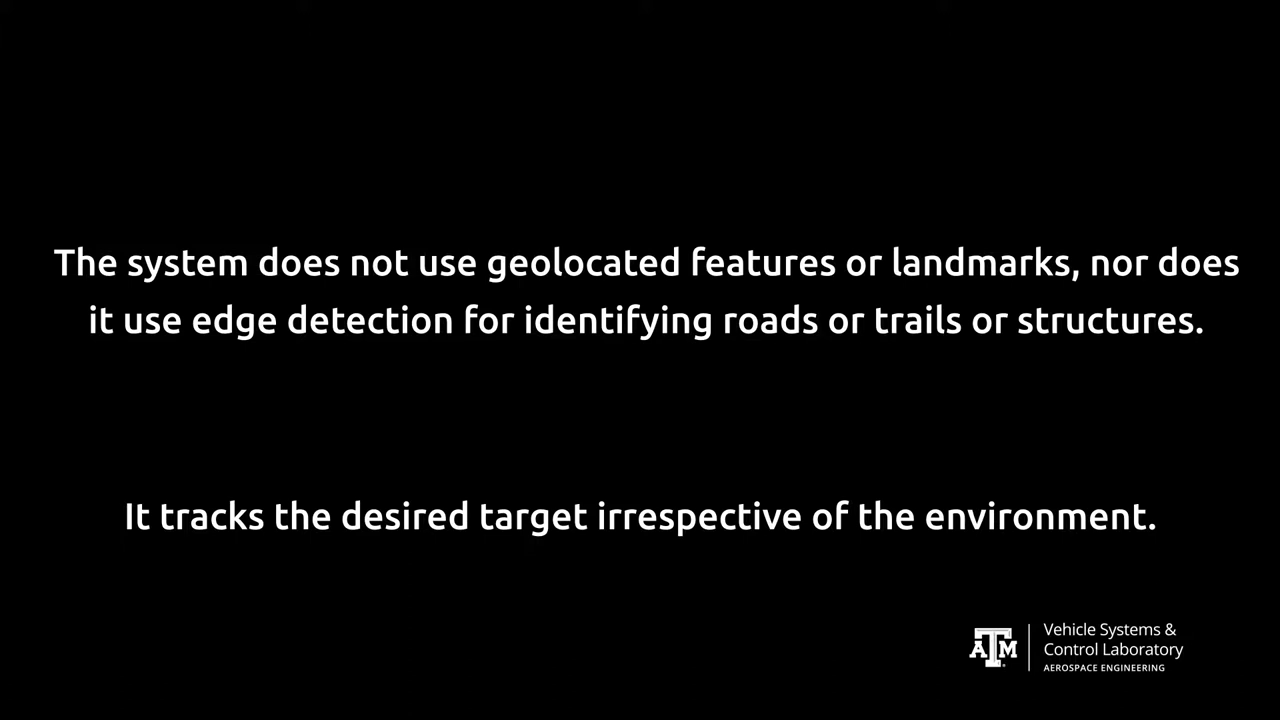 The system does not use geolocated features or landmarks, nor does
it use edge detection for identifying roads or trails or structures.
It tracks the desired target irrespective of the environment.
ATM
Vehicle Systems &
Control Laboratory
AEROSPACE ENGINEERING